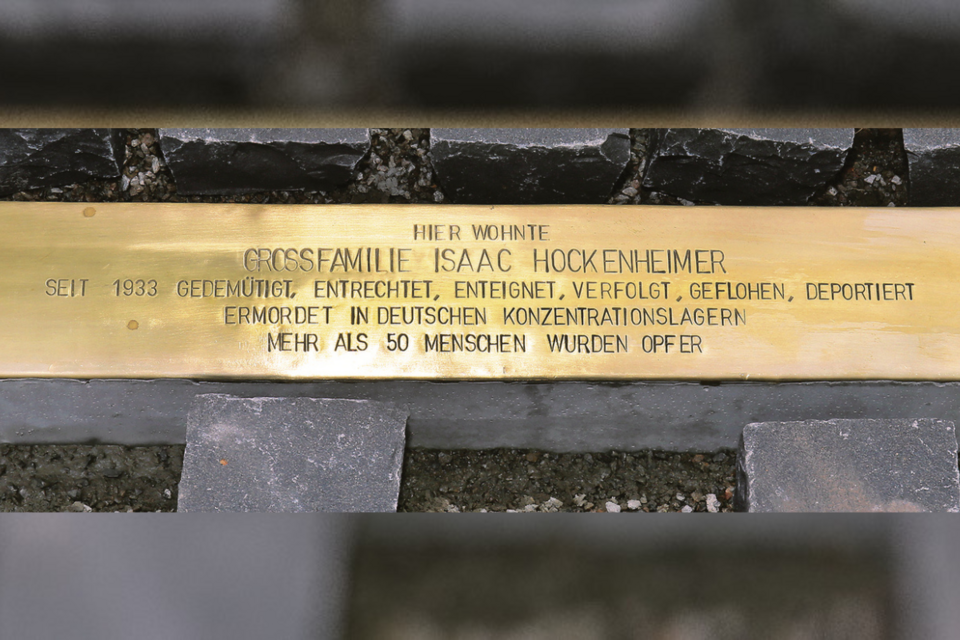 HIER WOHNTE
GROSSFAMILIE ISAAC HOCKENHEIMER
SEIT 1933 GEDEMÜTIGT, ENTRECHTET, ENTEIGNET, VERFOLGT, GEFLOHEN, DEPORTIERT
ERMORDET IN DEUTSCHEN KONZENTRATIONSLAGERN
MEHR ALS 50 MENSCHEN WURDEN OPFER